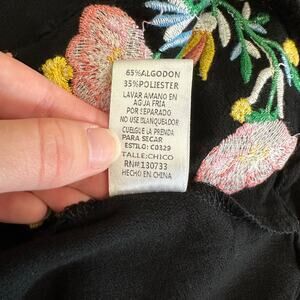 65%ALGODON
35%POLIESTER
LAVAR AMANO EN
AGUA FRIA
POR SEPARADO
NO USE BLANQUEADOR
CUELGUE LA PRENDA
PARA SECAR
ESTILO: C0329
TALLE:CHICO
RN#:130733
HECHO EN CHINA